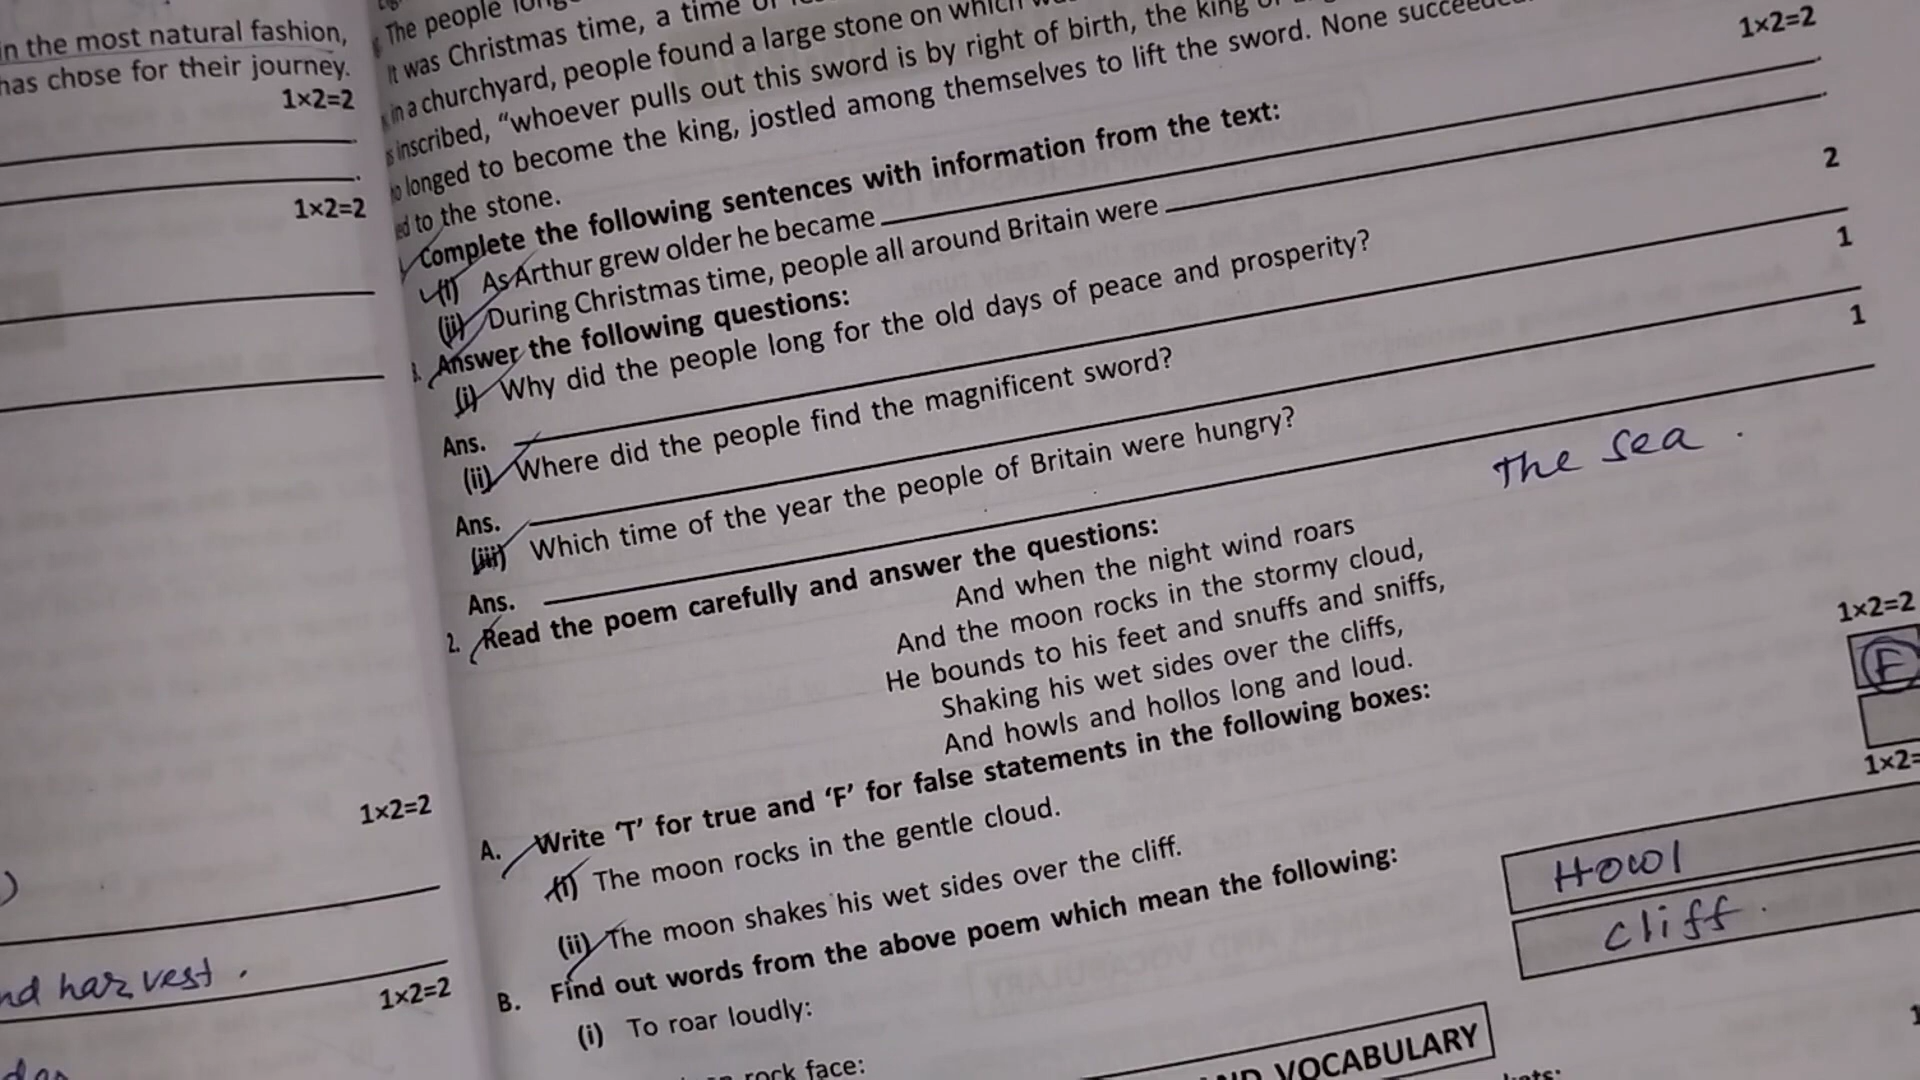 in the most natural fashion,
has chose for their journey.
1×2=2
1×2=2
1×2=2
nd harvest.
1×2=2
The people
It was Christmas time, a time
in a churchyard, people found a large stone on which
inscribed, “whoever pulls out this sword is by right of birth, the king
longed to become the king, jostled among themselves to lift the sword. None
ed to the stone.
Complete the following sentences with information from the text: 1×2=2
(i) As Arthur grew older he became
(ii) During Christmas time, people all around Britain were
Answer the following questions:
(i) Why did the people long for the old days of peace and prosperity? 2
Ans.
(ii) Where did the people find the magnificent sword? 1
Ans.
(iii) Which time of the year the people of Britain were hungry? 1
Ans.
2. Read the poem carefully and answer the questions:
The sea.
And when the night wind roars
And the moon rocks in the stormy cloud,
He bounds to his feet and snuffs and sniffs,
Shaking his wet sides over the cliffs,
And howls and hollos long and loud.
A. Write ‘T’ for true and ‘F’ for false statements in the following boxes: 1×2=2
(i) The moon rocks in the gentle cloud. F
(ii) The moon shakes his wet sides over the cliff.
B. Find out words from the above poem which mean the following: 1×2=
(i) To roar loudly: Howl
rock face: cliff.
VOCABULARY